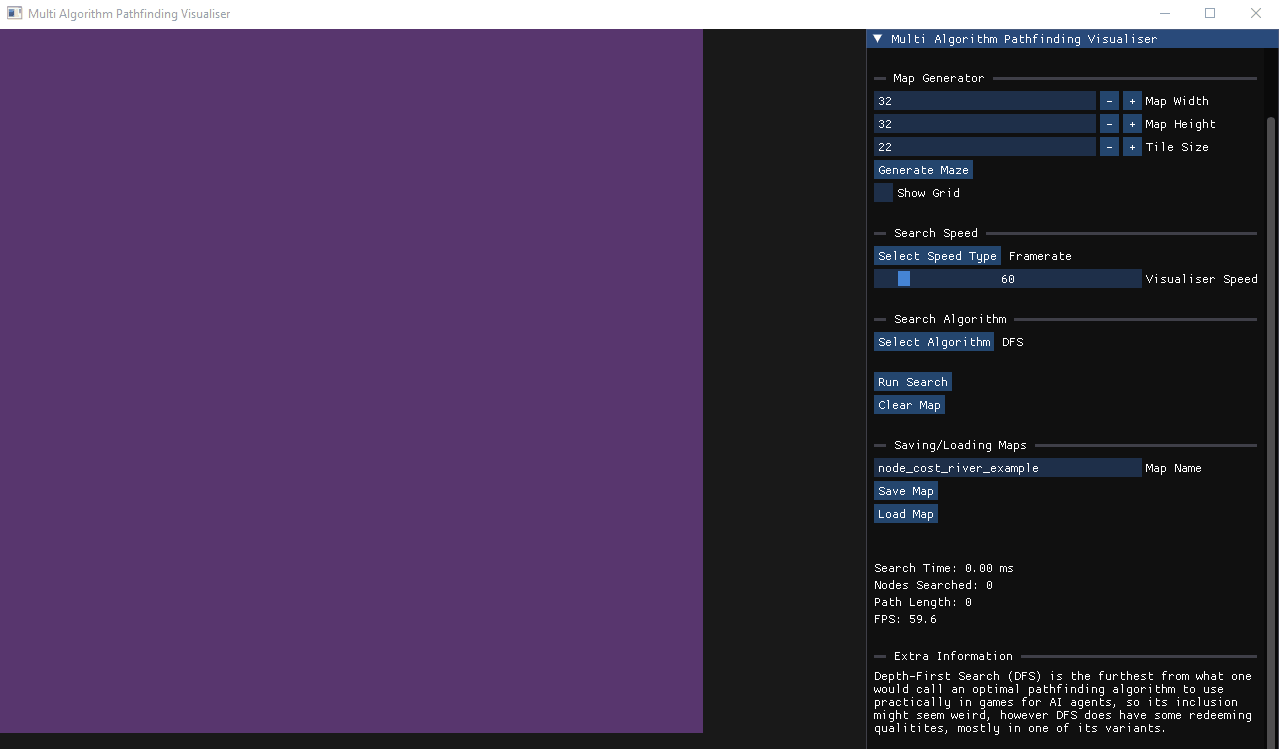 Multi Algorithm Pathfinding Visualiser
Multi Algorithm Pathfinding Visualiser
Map Generator
32 - + Map Width
32 - + Map Height
22 - + Tile Size
Generate Maze
Show Grid
Search Speed
Select Speed Type Framerate
60 Visualiser Speed
Search Algorithm
Select Algorithm DFS
Run Search
Clear Map
Saving/Loading Maps
node_cost_river_example Map Name
Save Map
Load Map
Search Time: 0.00 ms
Nodes Searched: 0
Path Length: 0
FPS: 59.6
Extra Information
Depth-First Search (DFS) is the furthest from what one
would call an optimal pathfinding algorithm to use
practically in games for AI agents, so its inclusion
might seem weird, however DFS does have some redeeming
qualitites, mostly in one of its variants.